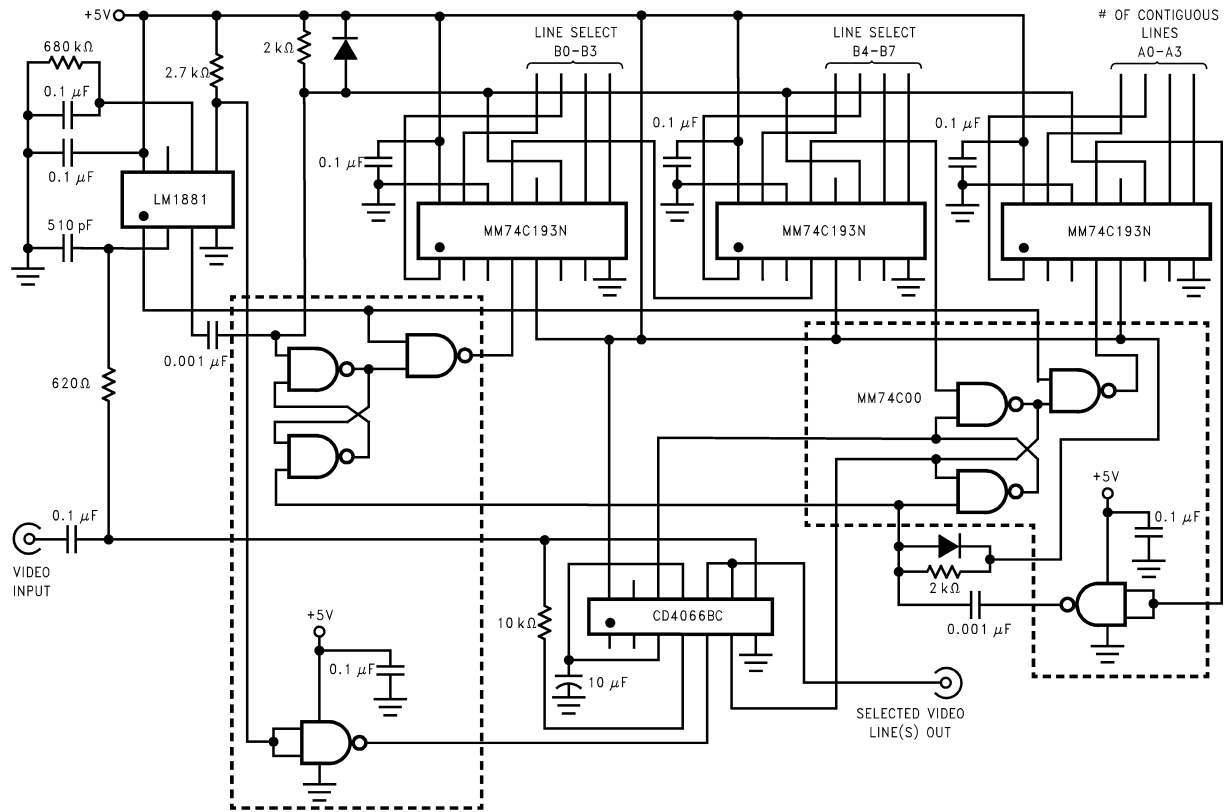 +5V
680 kΩ
0.1 μF
0.1 μF
2.7 kΩ
2 kΩ
LINE SELECT
B0-B3
LINE SELECT
B4-B7
# OF CONTIGUOUS
LINES
A0-A3
0.1 μF
0.1 μF
0.1 μF
LM1881
MM74C193N
MM74C193N
MM74C193N
510 pF
0.001 μF
620Ω
MM74C00
+5V
0.1 μF
0.1 μF
VIDEO
INPUT
2 kΩ
0.001 μF
CD4066BC
10 kΩ
10 μF
+5V
0.1 μF
SELECTED VIDEO
LINE(S) OUT